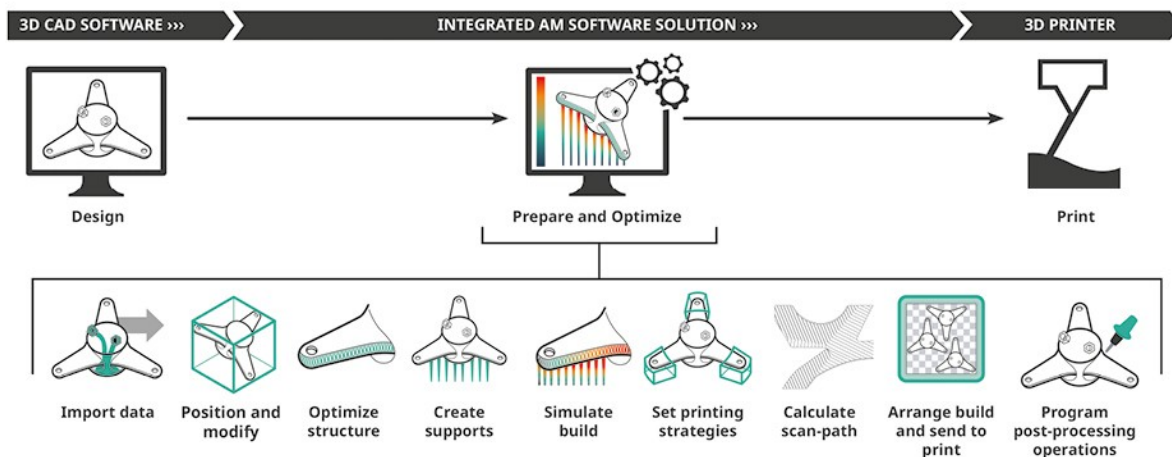 3D CAD SOFTWARE ›››
INTEGRATED AM SOFTWARE SOLUTION ›››
3D PRINTER
Design
Prepare and Optimize
Print
Import data
Position and
modify
Optimize
structure
Create
supports
Simulate
build
Set printing
strategies
Calculate
scan-path
Arrange build
and send to
print
Program
post-processing
operations